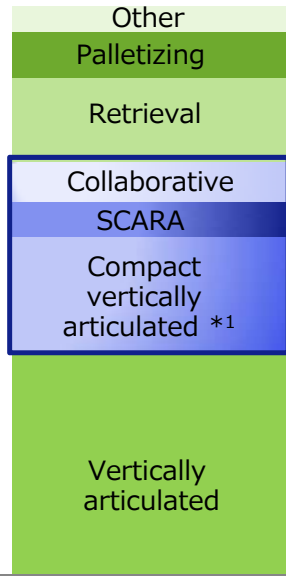 Other
Palletizing
Retrieval
Collaborative
SCARA
Compact
vertically
articulated *1
Vertically
articulated